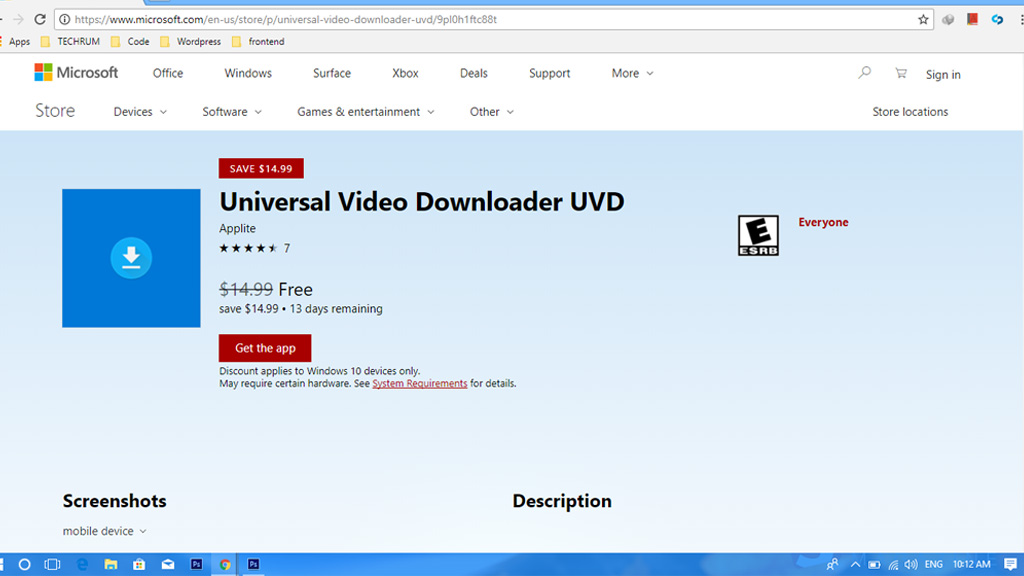 https://www.microsoft.com/en-us/store/p/universal-video-downloader-uvd/9pl0h1ftc88t
Apps TECHRUM Code Wordpress frontend
Microsoft Office Windows Surface Xbox Deals Support More Sign in
Store Devices Software Games & entertainment Other Store locations
SAVE $14.99
Universal Video Downloader UVD
Applite
7
E
ESRB
Everyone
$14.99 Free
save $14.99 • 13 days remaining
Get the app
Discount applies to Windows 10 devices only.
May require certain hardware. See System Requirements for details.
Screenshots
Description
mobile device
Ps
Ps
ENG 10:12 AM